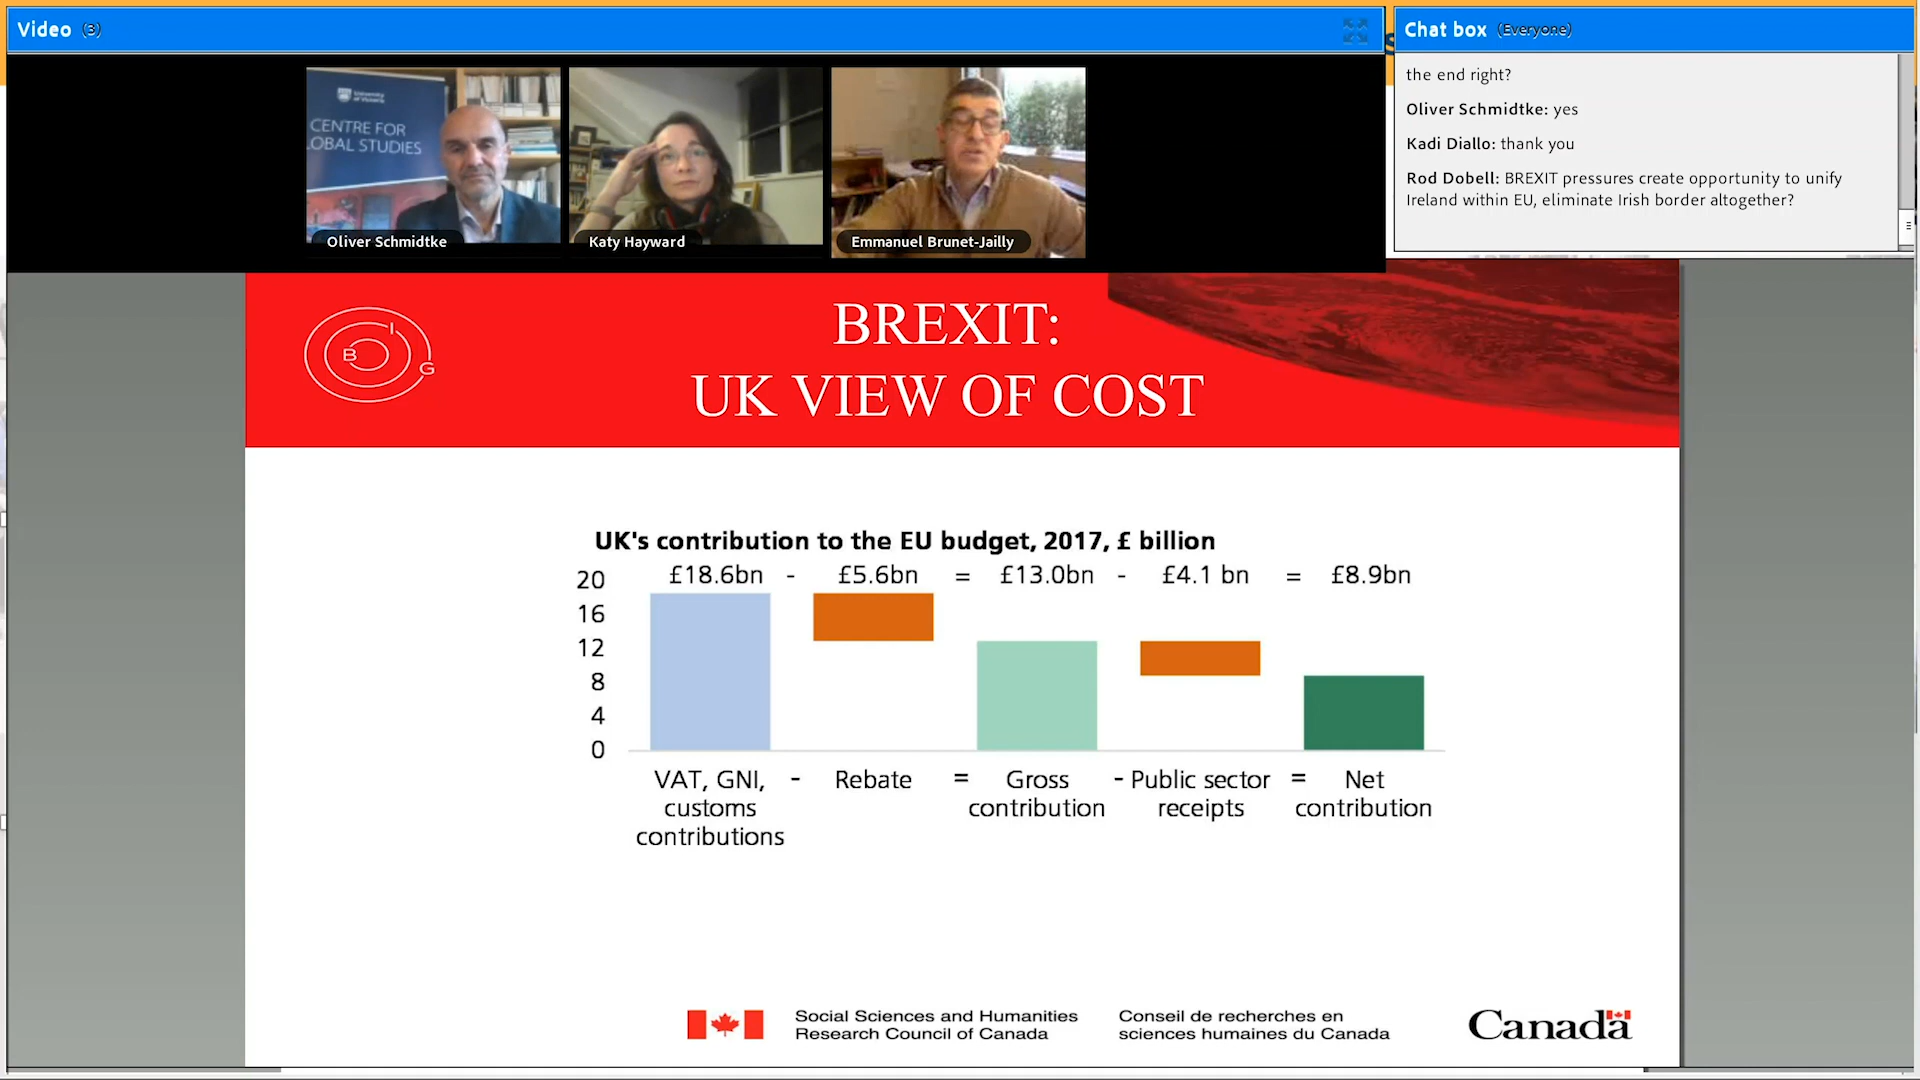 Video (3)
Chat box (Everyone)
the end right?
Oliver Schmidtke: yes
Kadi Diallo: thank you
Rod Dobell: BREXIT pressures create opportunity to unify
Ireland within EU, eliminate Irish border altogether?
University
of Victoria
CENTRE FOR
OBAL STUDIES
Oliver Schmidtke
Katy Hayward
Emmanuel Brunet-Jailly
B I G
BREXIT:
UK VIEW OF COST
UK's contribution to the EU budget, 2017, £ billion
£18.6bn - £5.6bn = £13.0bn - £4.1 bn = £8.9bn
20
16
12
8
4
0
VAT, GNI, - Rebate = Gross - Public sector = Net
customs contribution receipts contribution
contributions
Social Sciences and Humanities
Research Council of Canada
Conseil de recherches en
sciences humaines du Canada
Canada